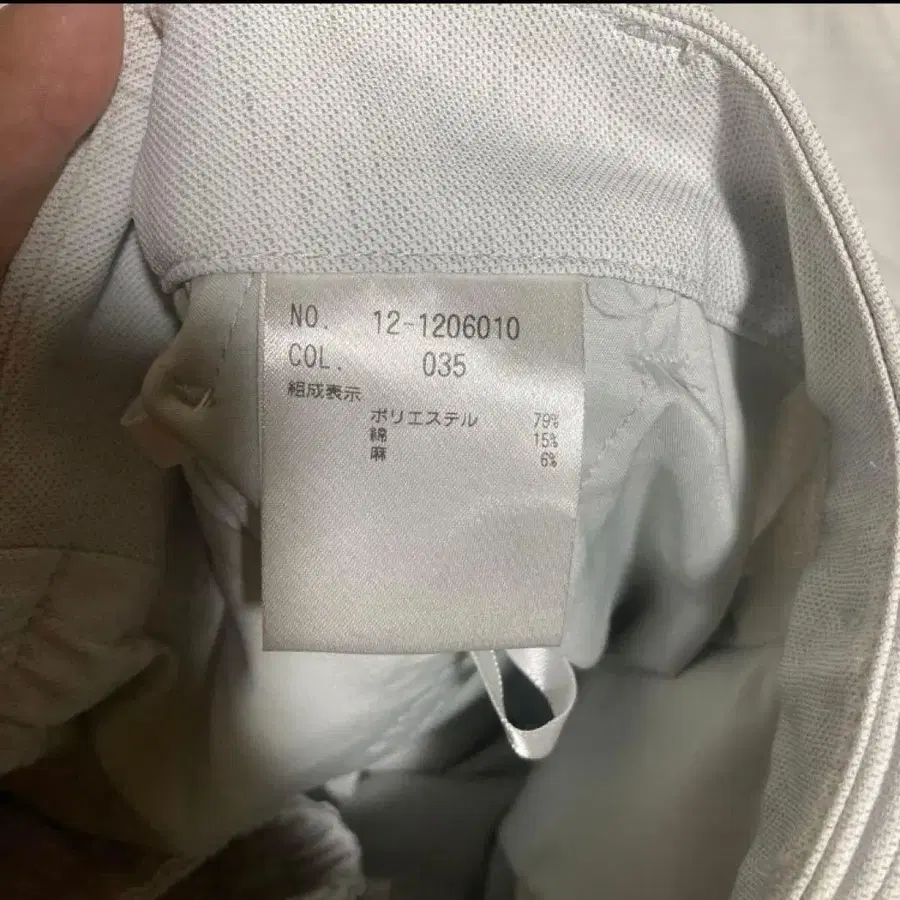 NO. 12-1206010
COL. 035
組成表示
ポリエステル 79%
綿 15%
麻 6%